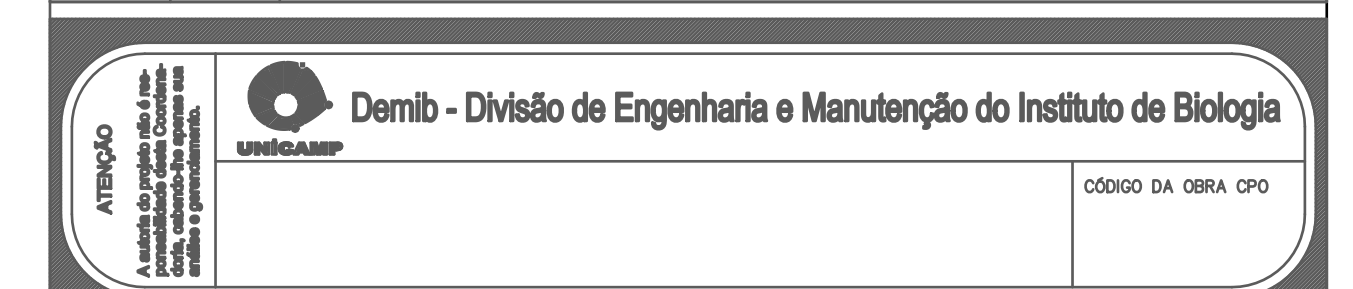 ATENÇÃO
A autoria do projeto não é res-
ponsabilidade desta Coordena-
doria, cabendo-lhe apenas sua
análise e gerenciamento.
UNICAMP
Demib - Divisão de Engenharia e Manutenção do Instituto de Biologia
CÓDIGO DA OBRA CPO